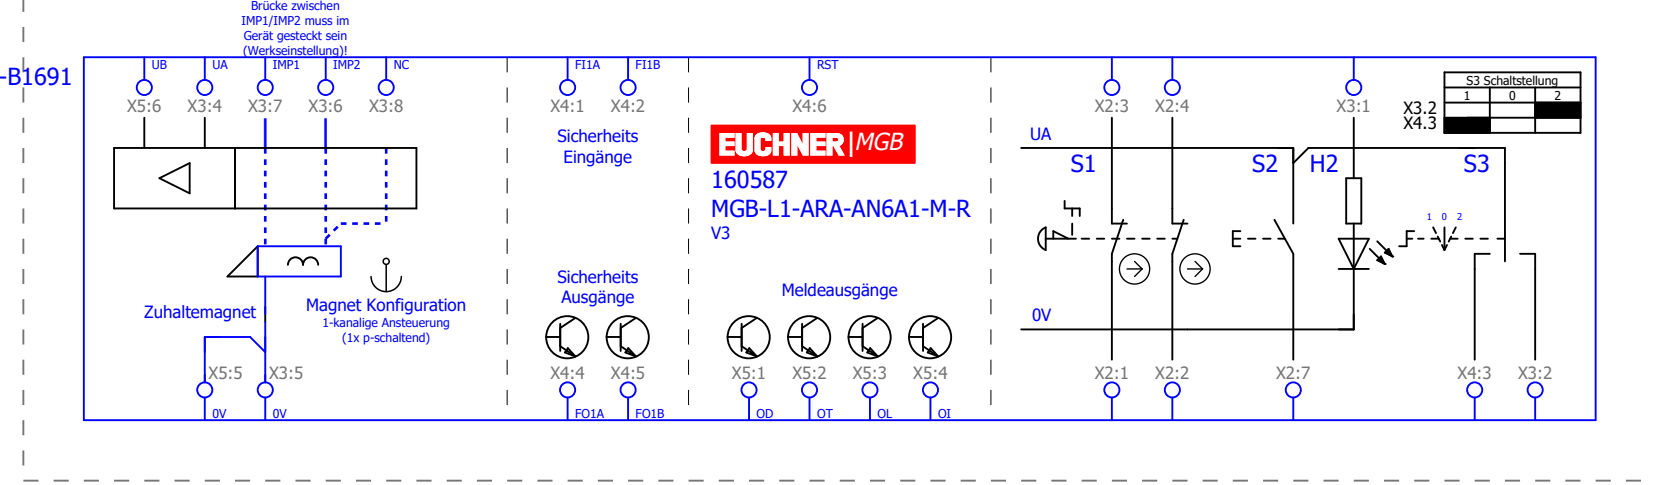 Brücke zwischen
IMP1/IMP2 muss im
Gerät gesteckt sein
(Werkseinstellung)!
-B1691
UB UA IMP1 IMP2 NC FI1A FI1B RST
X5:6 X3:4 X3:7 X3:6 X3:8 X4:1 X4:2 X4:6 X2:3 X2:4 X3:1
S3 Schaltstellung
1 0 2
X3.2
X4.3
Sicherheits
Eingänge
EUCHNER MGB
160587
MGB-L1-ARA-AN6A1-M-R
V3
UA
S1 S2 H2 S3
1 0 2
Zuhaltemagnet
Magnet Konfiguration
1-kanalige Ansteuerung
(1x p-schaltend)
Sicherheits
Ausgänge
Meldeausgänge
0V
X5:5 X3:5 X4:4 X4:5 X5:1 X5:2 X5:3 X5:4 X2:1 X2:2 X2:7 X4:3 X3:2
0V 0V FO1A FO1B OD OT OL OI